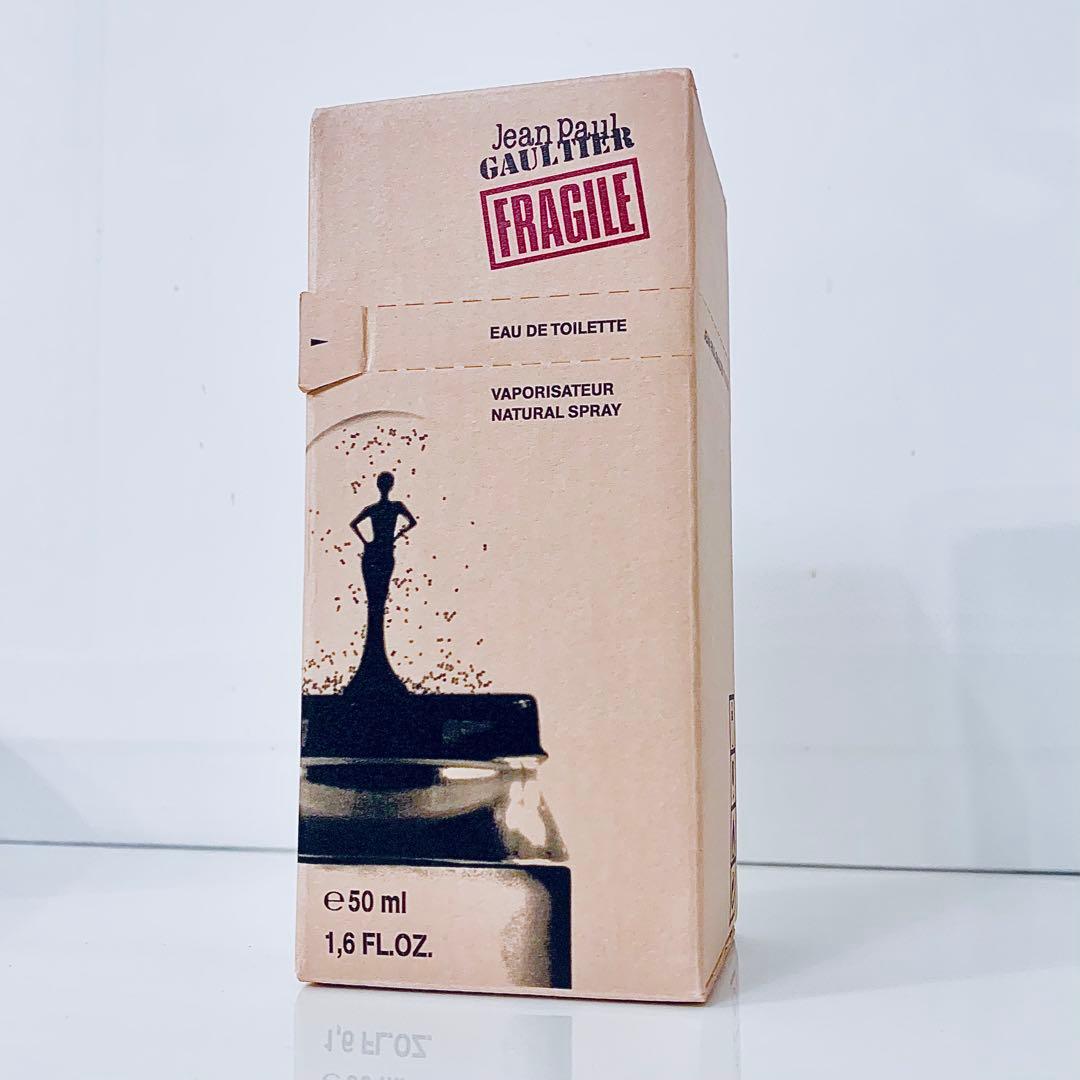 Jean Paul
GAULTIER
FRAGILE
EAU DE TOILETTE
VAPORISATEUR
NATURAL SPRAY
℮ 50 ml
1,6 FL.OZ.